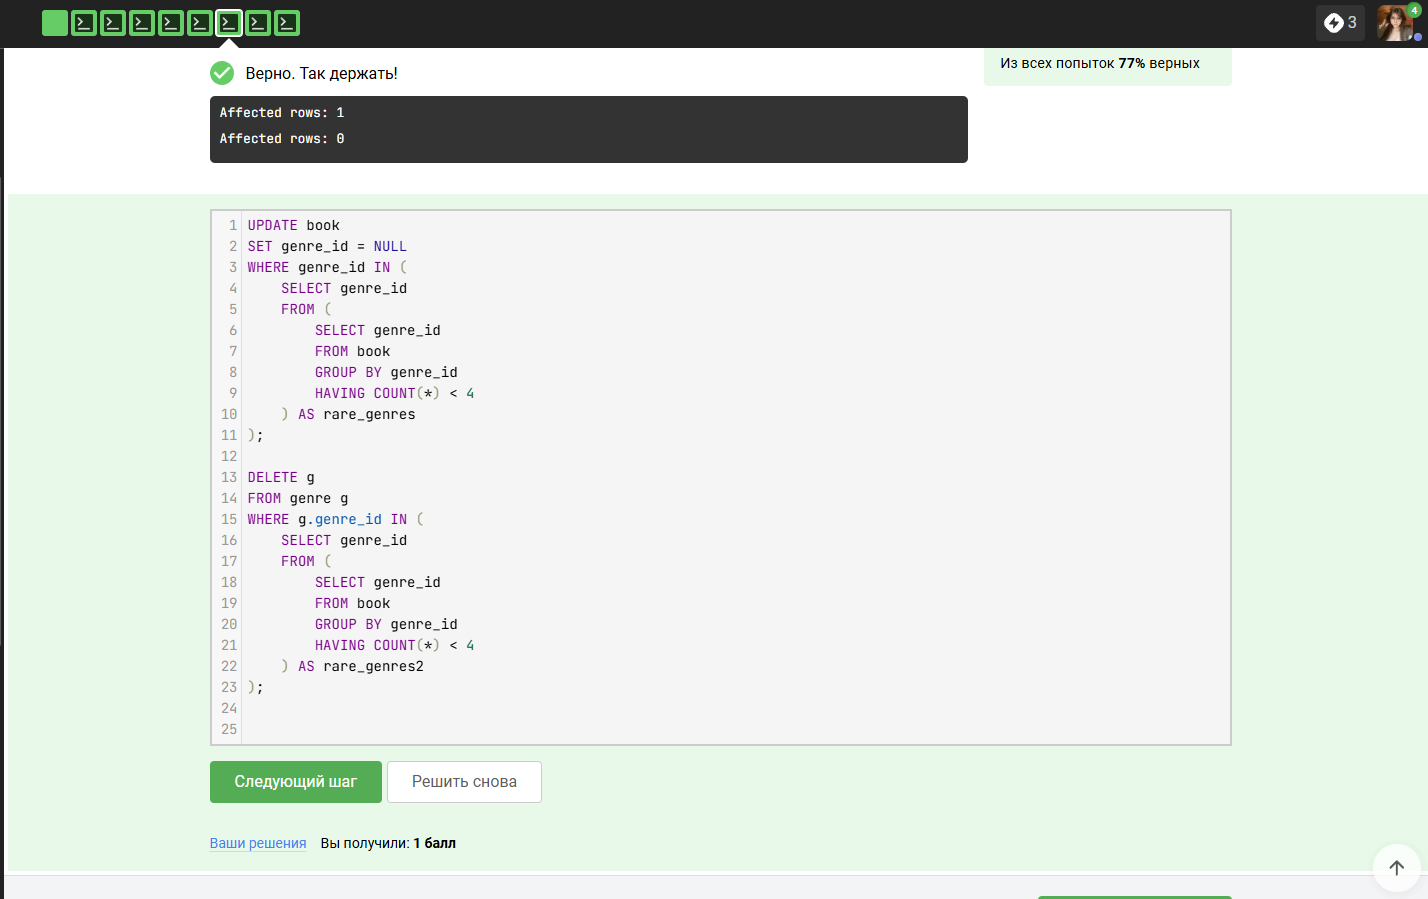 3
4
Верно. Так держать!
Из всех попыток 77% верных
Affected rows: 1
Affected rows: 0
1 UPDATE book
2 SET genre_id = NULL
3 WHERE genre_id IN (
4     SELECT genre_id
5     FROM (
6         SELECT genre_id
7         FROM book
8         GROUP BY genre_id
9         HAVING COUNT(*) < 4
10     ) AS rare_genres
11 );
12
13 DELETE g
14 FROM genre g
15 WHERE g.genre_id IN (
16     SELECT genre_id
17     FROM (
18         SELECT genre_id
19         FROM book
20         GROUP BY genre_id
21         HAVING COUNT(*) < 4
22     ) AS rare_genres2
23 );
24
25
Следующий шаг
Решить снова
Ваши решения Вы получили: 1 балл